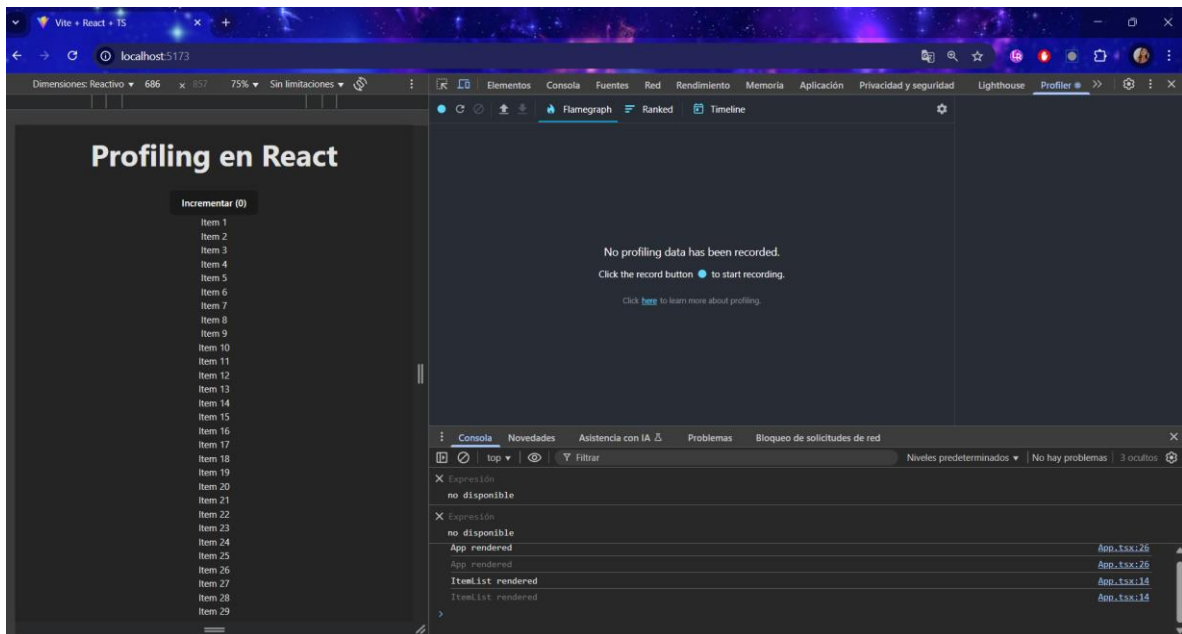 Vite + React + TS
localhost:5173
Dimensiones: Reactivo 686 x 857 75% Sin limitaciones
Profiling en React
Incrementar (0)
Item 1
Item 2
Item 3
Item 4
Item 5
Item 6
Item 7
Item 8
Item 9
Item 10
Item 11
Item 12
Item 13
Item 14
Item 15
Item 16
Item 17
Item 18
Item 19
Item 20
Item 21
Item 22
Item 23
Item 24
Item 25
Item 26
Item 27
Item 28
Item 29
Elementos Consola Fuentes Red Rendimiento Memoria Aplicación Privacidad y seguridad Lighthouse Profiler
Flamegraph Ranked Timeline
No profiling data has been recorded.
Click the record button to start recording.
Click here to learn more about profiling.
Consola Novedades Asistencia con IA Problemas Bloqueo de solicitudes de red
top Filtrar Niveles predeterminados No hay problemas 3 ocultos
Expresión
no disponible
Expresión
no disponible
App rendered App.tsx:26
App rendered App.tsx:26
ItemList rendered App.tsx:14
ItemList rendered App.tsx:14